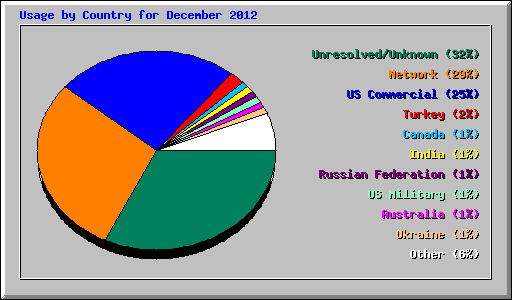 Usage by Country for December 2012
Unresolved/Unknown (32%)
Network (29%)
US Commercial (25%)
Turkey (2%)
Canada (1%)
India (1%)
Russian Federation (1%)
US Military (1%)
Australia (1%)
Ukraine (1%)
Other (6%)